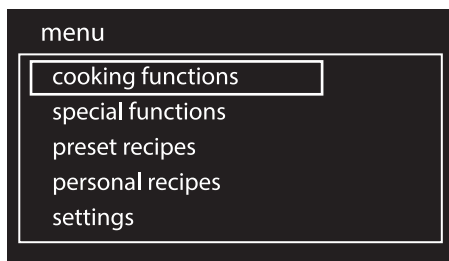 menu
cooking functions
special functions
preset recipes
personal recipes
settings